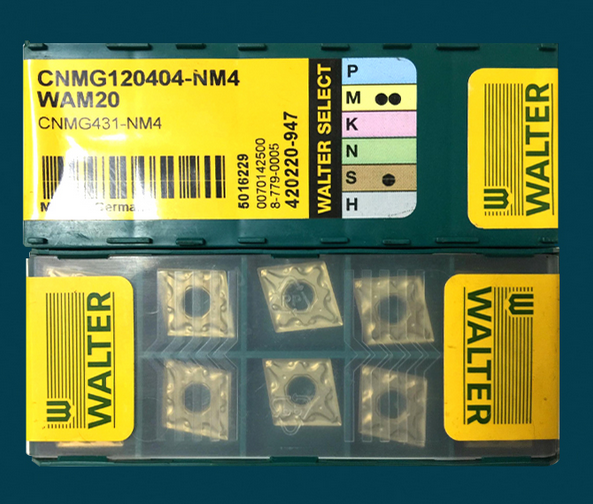 CNMG120404-NM4
WAM20
CNMG431-NM4
5016229
0070142500
8-779-0005
420220-947
WALTER SELECT
P
M
K
N
S
H
WALTER
WALTER
WALTER